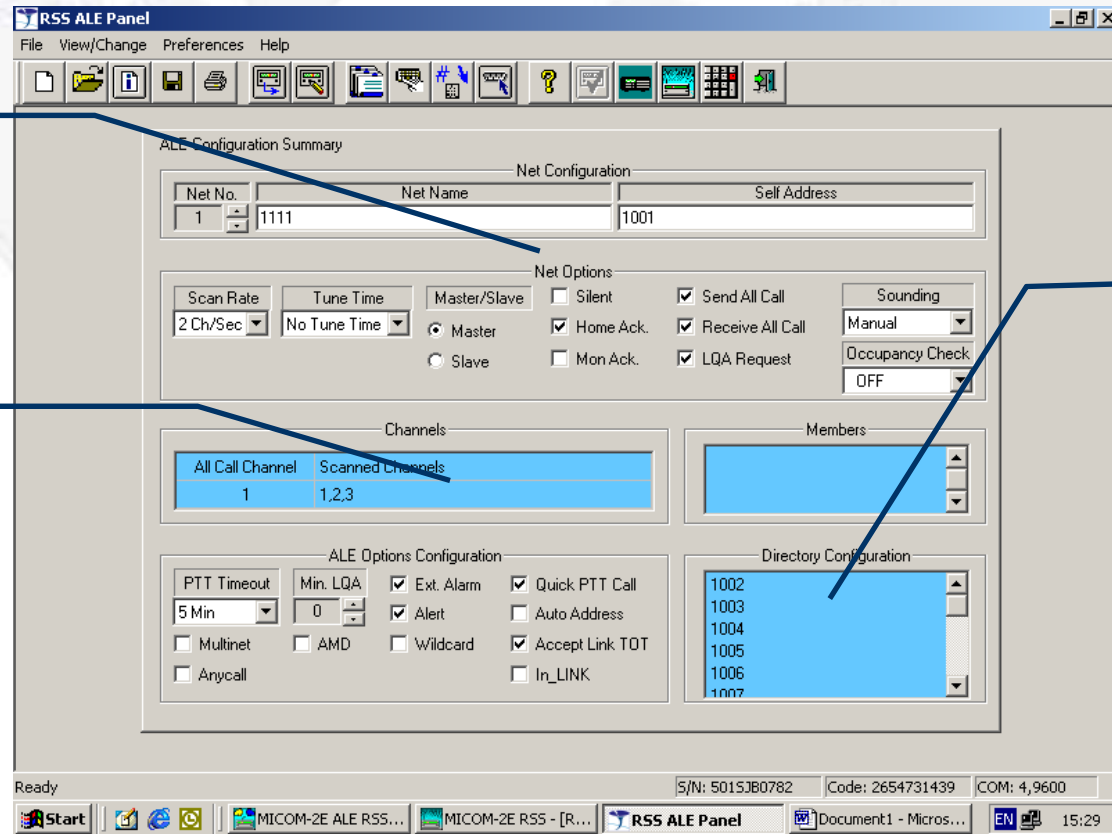 RSS ALE Panel
File View/Change Preferences Help
ALE Configuration Summary
Net Configuration
Net No. Net Name Self Address
1 1111 1001
Net Options
Scan Rate Tune Time Master/Slave Silent Send All Call Sounding
2 Ch/Sec No Tune Time Master Home Ack. Receive All Call Manual
Slave Mon Ack. LQA Request Occupancy Check
OFF
Channels
All Call Channel Scanned Channels
1 1,2,3
Members
ALE Options Configuration
PTT Timeout Min. LQA Ext. Alarm Quick PTT Call
5 Min 0 Alert Auto Address
Multinet AMD Wildcard Accept Link TOT
Anycall In_LINK
Directory Configuration
1002
1003
1004
1005
1006
1007
Ready S/N: 501SJB0782 Code: 2654731439 COM: 4,9600
Start MICOM-2E ALE RSS... MICOM-2E RSS - [R... RSS ALE Panel Document1 - Micros... EN 15:29